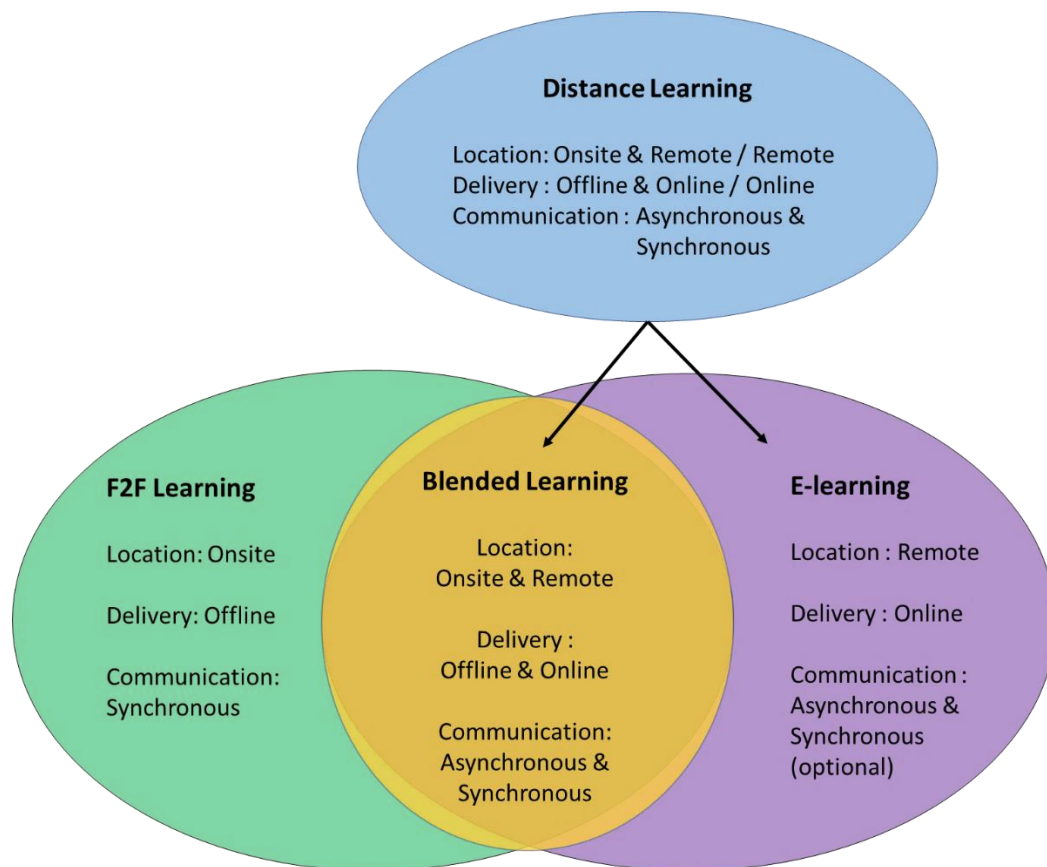 Distance Learning
Location: Onsite & Remote / Remote
Delivery : Offline & Online / Online
Communication : Asynchronous &
Synchronous
F2F Learning
Location: Onsite
Delivery: Offline
Communication:
Synchronous
Blended Learning
Location:
Onsite & Remote
Delivery :
Offline & Online
Communication:
Asynchronous &
Synchronous
E-learning
Location : Remote
Delivery : Online
Communication :
Asynchronous &
Synchronous
(optional)